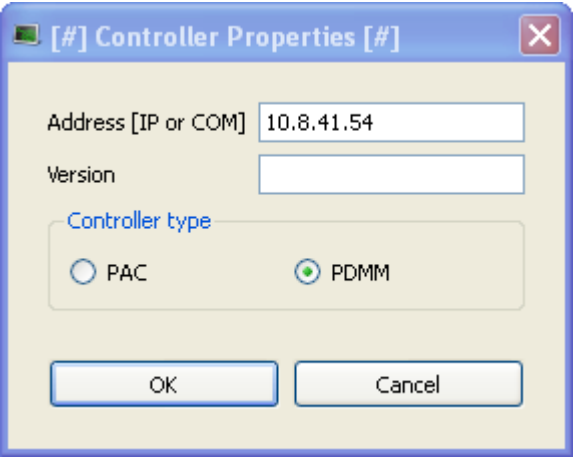 [#] Controller Properties [#]
Address [IP or COM] 10.8.41.54
Version
Controller type
PAC PDMM
OK Cancel